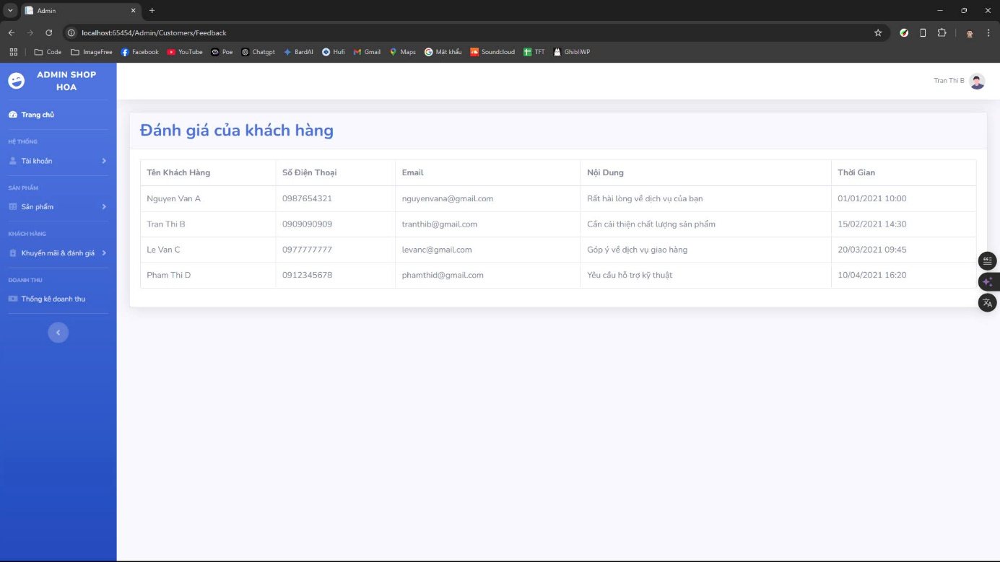 Admin
localhost:65454/Admin/Customers/Feedback
Code ImageFree Facebook YouTube Poe Chatgpt BardAI Hufi Gmail Maps Mật khẩu Soundcloud TFT GhibliWP
ADMIN SHOP
HOA
Tran Thi B
Trang chủ
HỆ THỐNG
Tài khoản
SẢN PHẨM
Sản phẩm
KHÁCH HÀNG
Khuyến mãi & đánh giá
DOANH THU
Thống kê doanh thu
Đánh giá của khách hàng
Tên Khách Hàng Số Điện Thoại Email Nội Dung Thời Gian
Nguyen Van A 0987654321 nguyenvana@gmail.com Rất hài lòng về dịch vụ của bạn 01/01/2021 10:00
Tran Thi B 0909090909 tranthib@gmail.com Cần cải thiện chất lượng sản phẩm 15/02/2021 14:30
Le Van C 0977777777 levanc@gmail.com Góp ý về dịch vụ giao hàng 20/03/2021 09:45
Pham Thi D 0912345678 phamthid@gmail.com Yêu cầu hỗ trợ kỹ thuật 10/04/2021 16:20